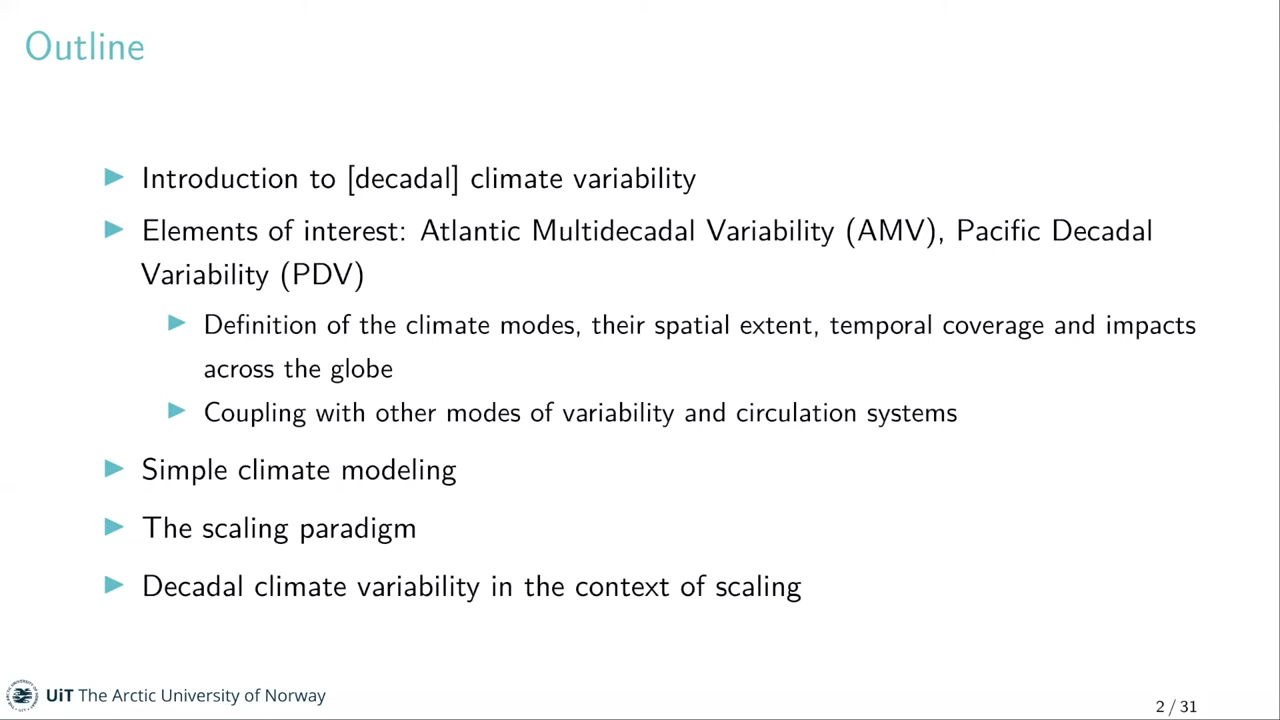 Outline
Introduction to [decadal] climate variability
Elements of interest: Atlantic Multidecadal Variability (AMV), Pacific Decadal
Variability (PDV)
Definition of the climate modes, their spatial extent, temporal coverage and impacts
across the globe
Coupling with other modes of variability and circulation systems
Simple climate modeling
The scaling paradigm
Decadal climate variability in the context of scaling
UiT The Arctic University of Norway
2 / 31